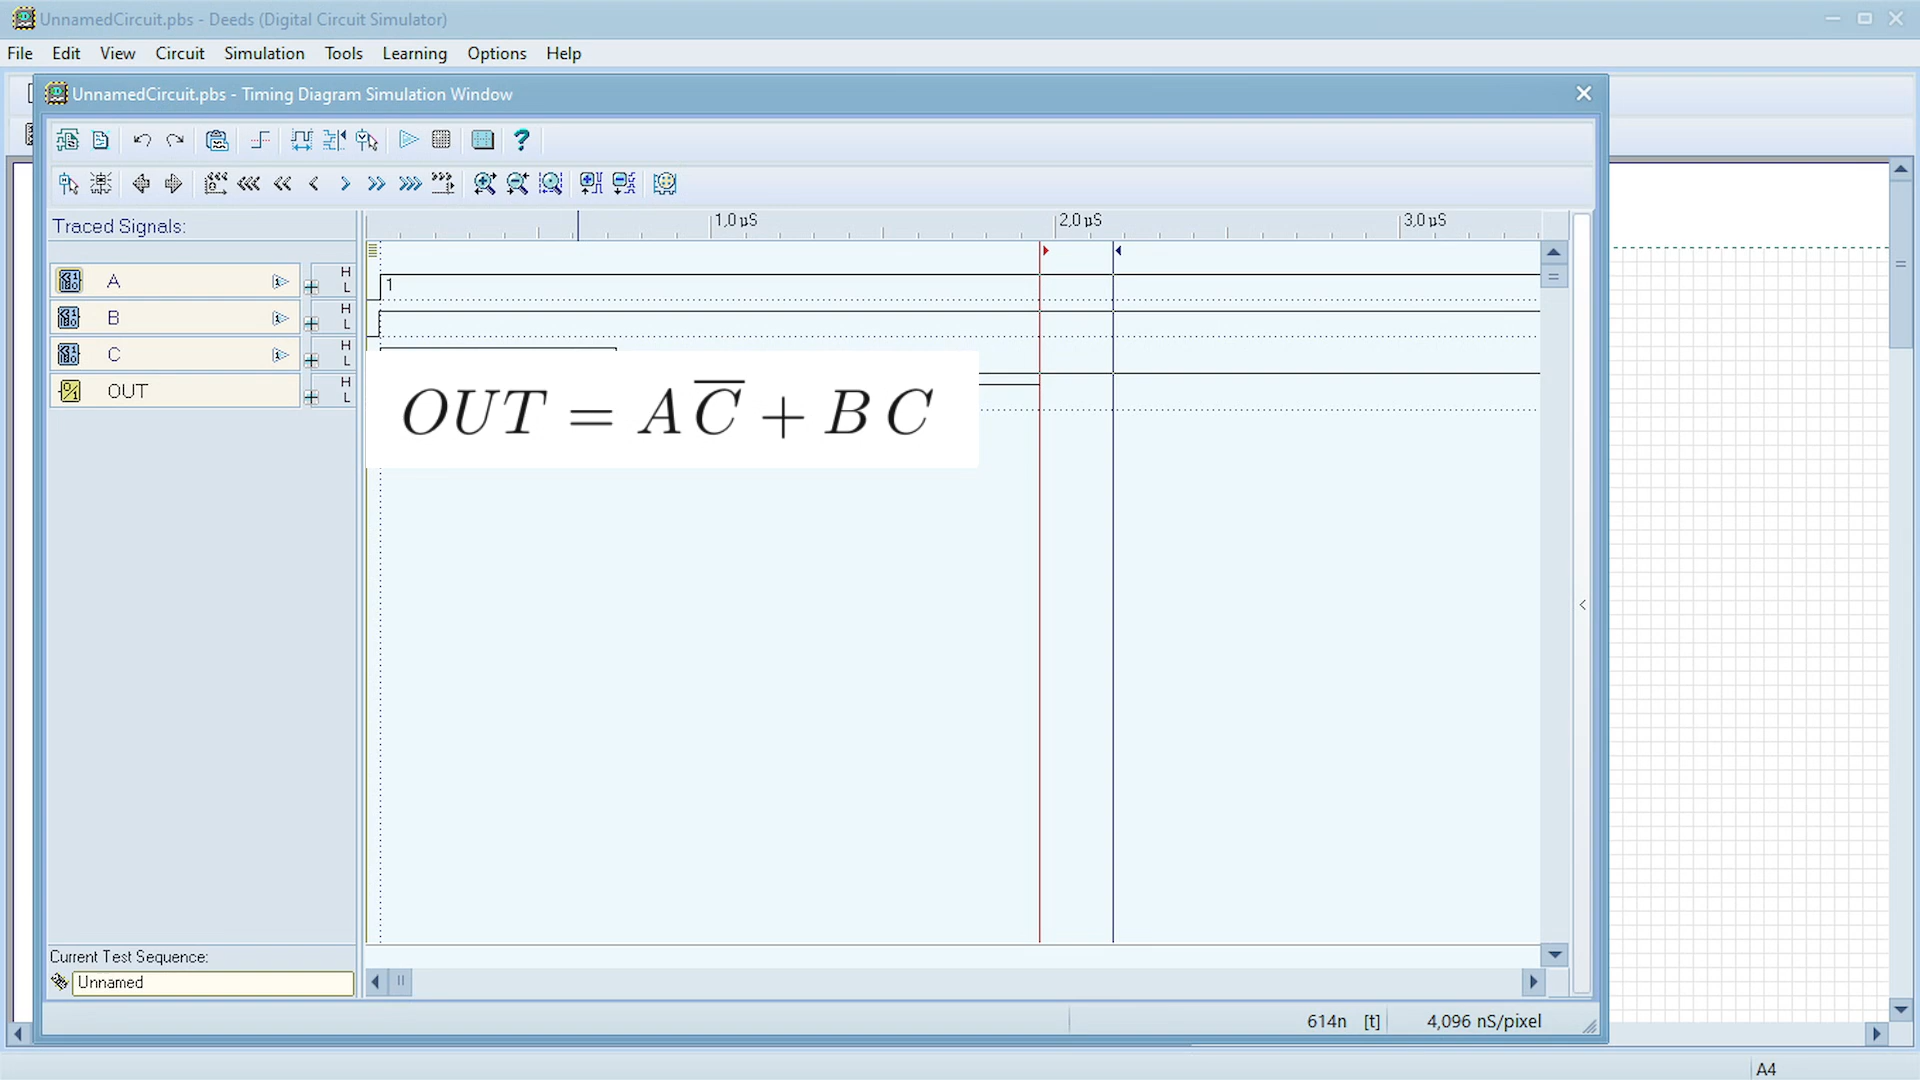 UnnamedCircuit.pbs - Deeds (Digital Circuit Simulator)
File Edit View Circuit Simulation Tools Learning Options Help
UnnamedCircuit.pbs - Timing Diagram Simulation Window
Traced Signals:
1,0 µS 2,0 µS 3,0 µS
A H L
1
B H L
C H L
OUT H L
OUT = A C̅ + B C
Current Test Sequence:
Unnamed
614n [t] 4,096 nS/pixel
A4